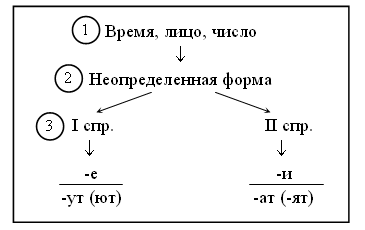 1 Время, лицо, число
2 Неопределенная форма
3 I спр. II спр.
-е -и
-ут (ют) -ат (-ят)